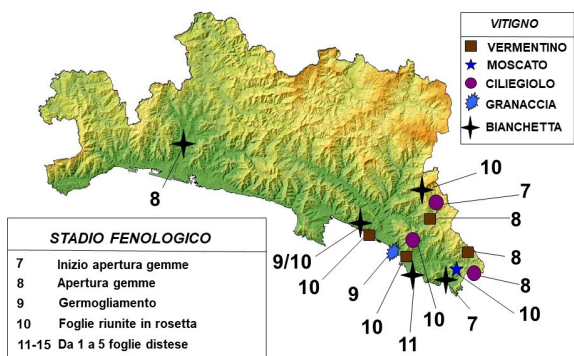 VITIGNO
VERMENTINO
MOSCATO
CILIEGIOLO
GRANACCIA
BIANCHETTA
8
10
7
8
9/10
10
9
10
11
10
7
10
8
8
STADIO FENOLOGICO
7 Inizio apertura gemme
8 Apertura gemme
9 Germogliamento
10 Foglie riunite in rosetta
11-15 Da 1 a 5 foglie distese